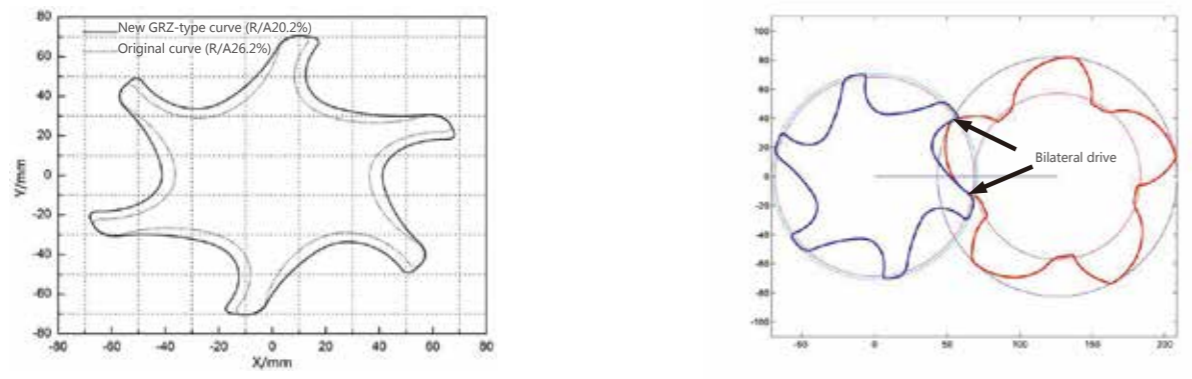 New GRZ-type curve (R/A20.2%)
Original curve (R/A26.2%)
80
60
40
20
0
-20
-40
-60
-80
Y/mm
-80 -60 -40 -20 0 20 40 60 80
X/mm
100
80
60
40
20
0
-20
-40
-60
-80
-100
Bilateral drive
-50 0 50 100 150 200